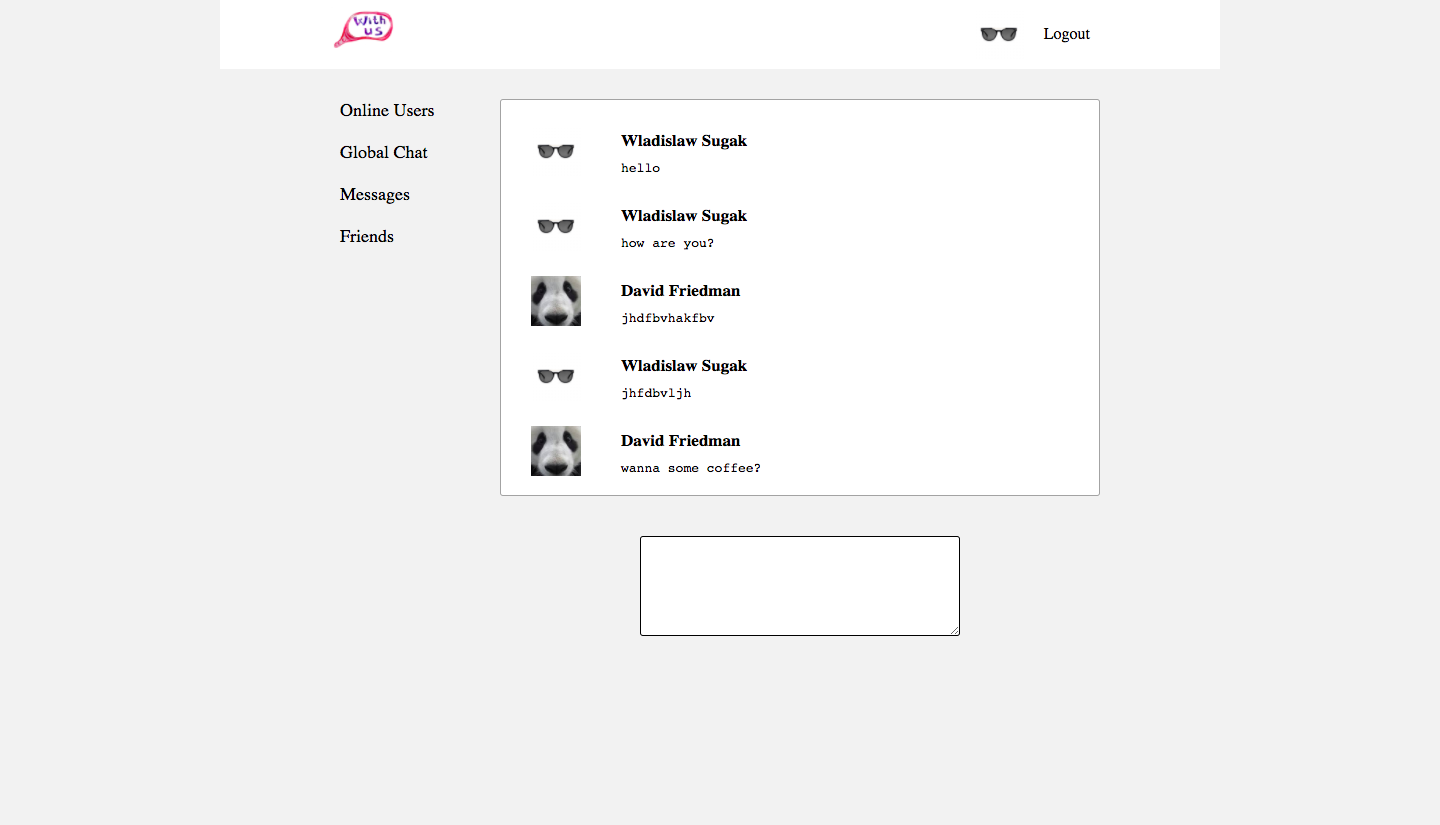 With
us
Logout
Online Users
Global Chat
Messages
Friends
Wladislaw Sugak
hello
Wladislaw Sugak
how are you?
David Friedman
jhdfbvhakfbv
Wladislaw Sugak
jhfdbvljh
David Friedman
wanna some coffee?